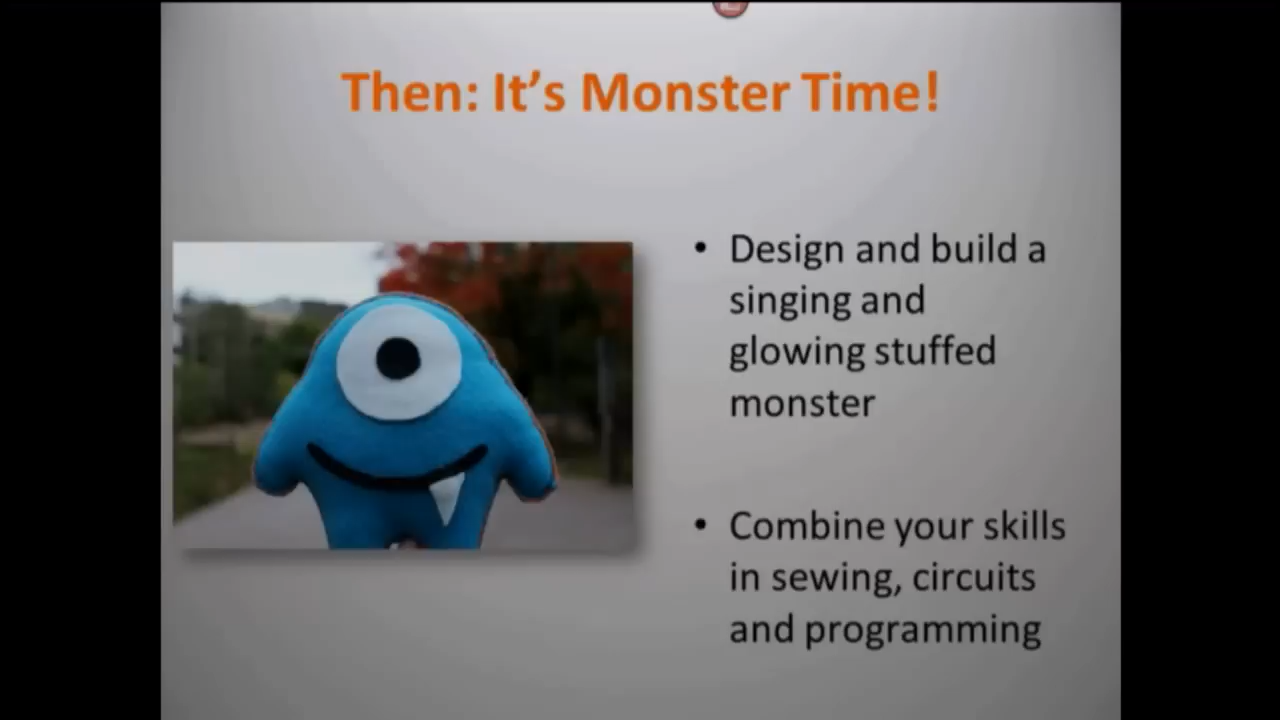 Then: It's Monster Time!
• Design and build a
singing and
glowing stuffed
monster
• Combine your skills
in sewing, circuits
and programming